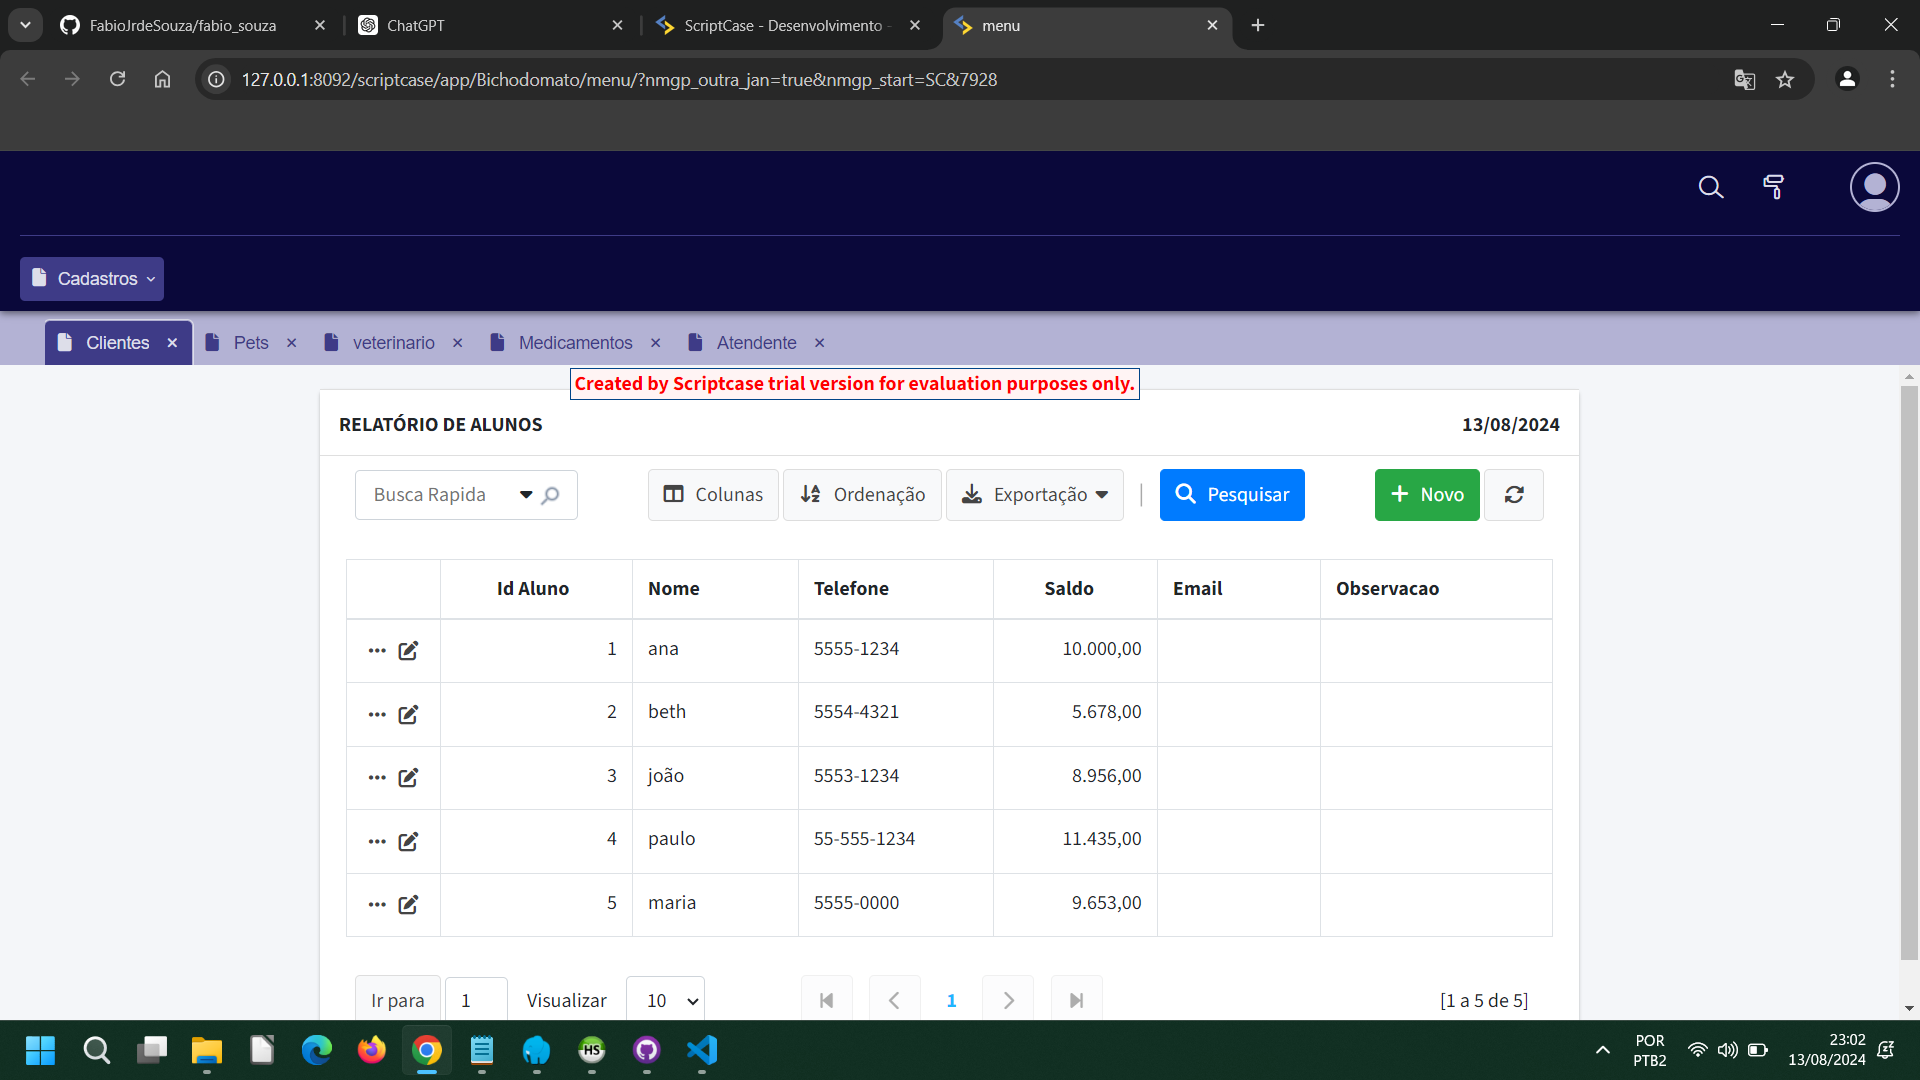 FabioJrdeSouza/fabio_souza
ChatGPT
ScriptCase - Desenvolvimento -
menu
127.0.0.1:8092/scriptcase/app/Bichodomato/menu/?nmgp_outra_jan=true&nmgp_start=SC&7928
Cadastros
Clientes
Pets
veterinario
Medicamentos
Atendente
Created by Scriptcase trial version for evaluation purposes only.
RELATÓRIO DE ALUNOS 13/08/2024
Busca Rapida Colunas Ordenação Exportação Pesquisar Novo
Id Aluno Nome Telefone Saldo Email Observacao
1 ana 5555-1234 10.000,00
2 beth 5554-4321 5.678,00
3 joão 5553-1234 8.956,00
4 paulo 55-555-1234 11.435,00
5 maria 5555-0000 9.653,00
Ir para 1 Visualizar 10 1 [1 a 5 de 5]
HS
POR
PTB2
23:02
13/08/2024